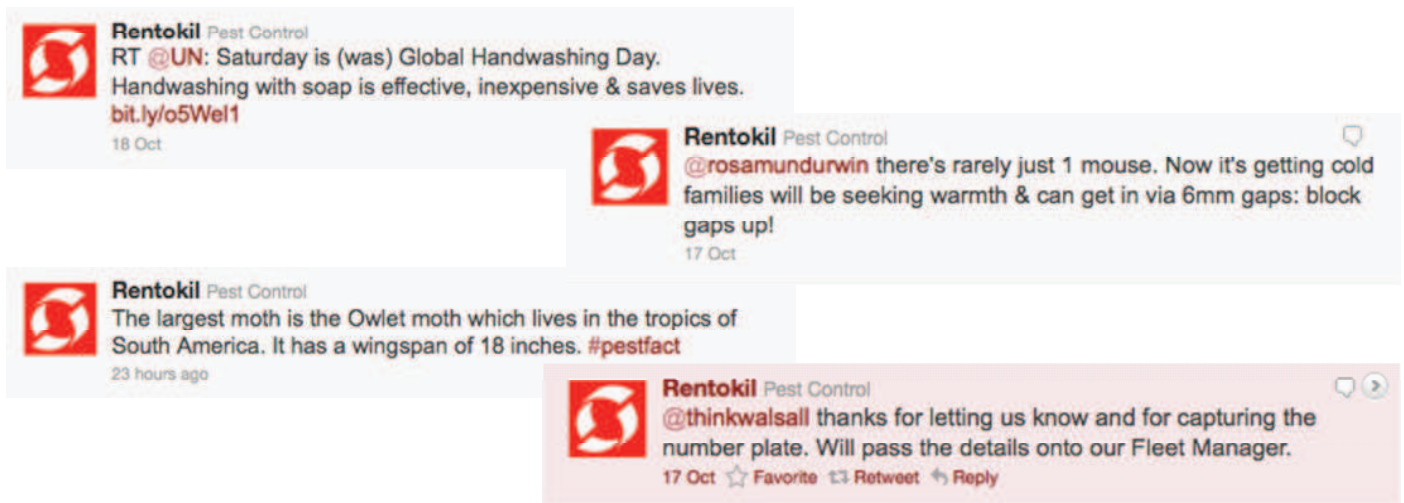 Rentokil Pest Control
RT @UN: Saturday is (was) Global Handwashing Day.
Handwashing with soap is effective, inexpensive & saves lives.
bit.ly/o5Wel1
18 Oct
Rentokil Pest Control
@rosamundurwin there's rarely just 1 mouse. Now it's getting cold
families will be seeking warmth & can get in via 6mm gaps: block
gaps up!
17 Oct
Rentokil Pest Control
The largest moth is the Owlet moth which lives in the tropics of
South America. It has a wingspan of 18 inches. #pestfact
23 hours ago
Rentokil Pest Control
@thinkwalsall thanks for letting us know and for capturing the
number plate. Will pass the details onto our Fleet Manager.
17 Oct Favorite Retweet Reply